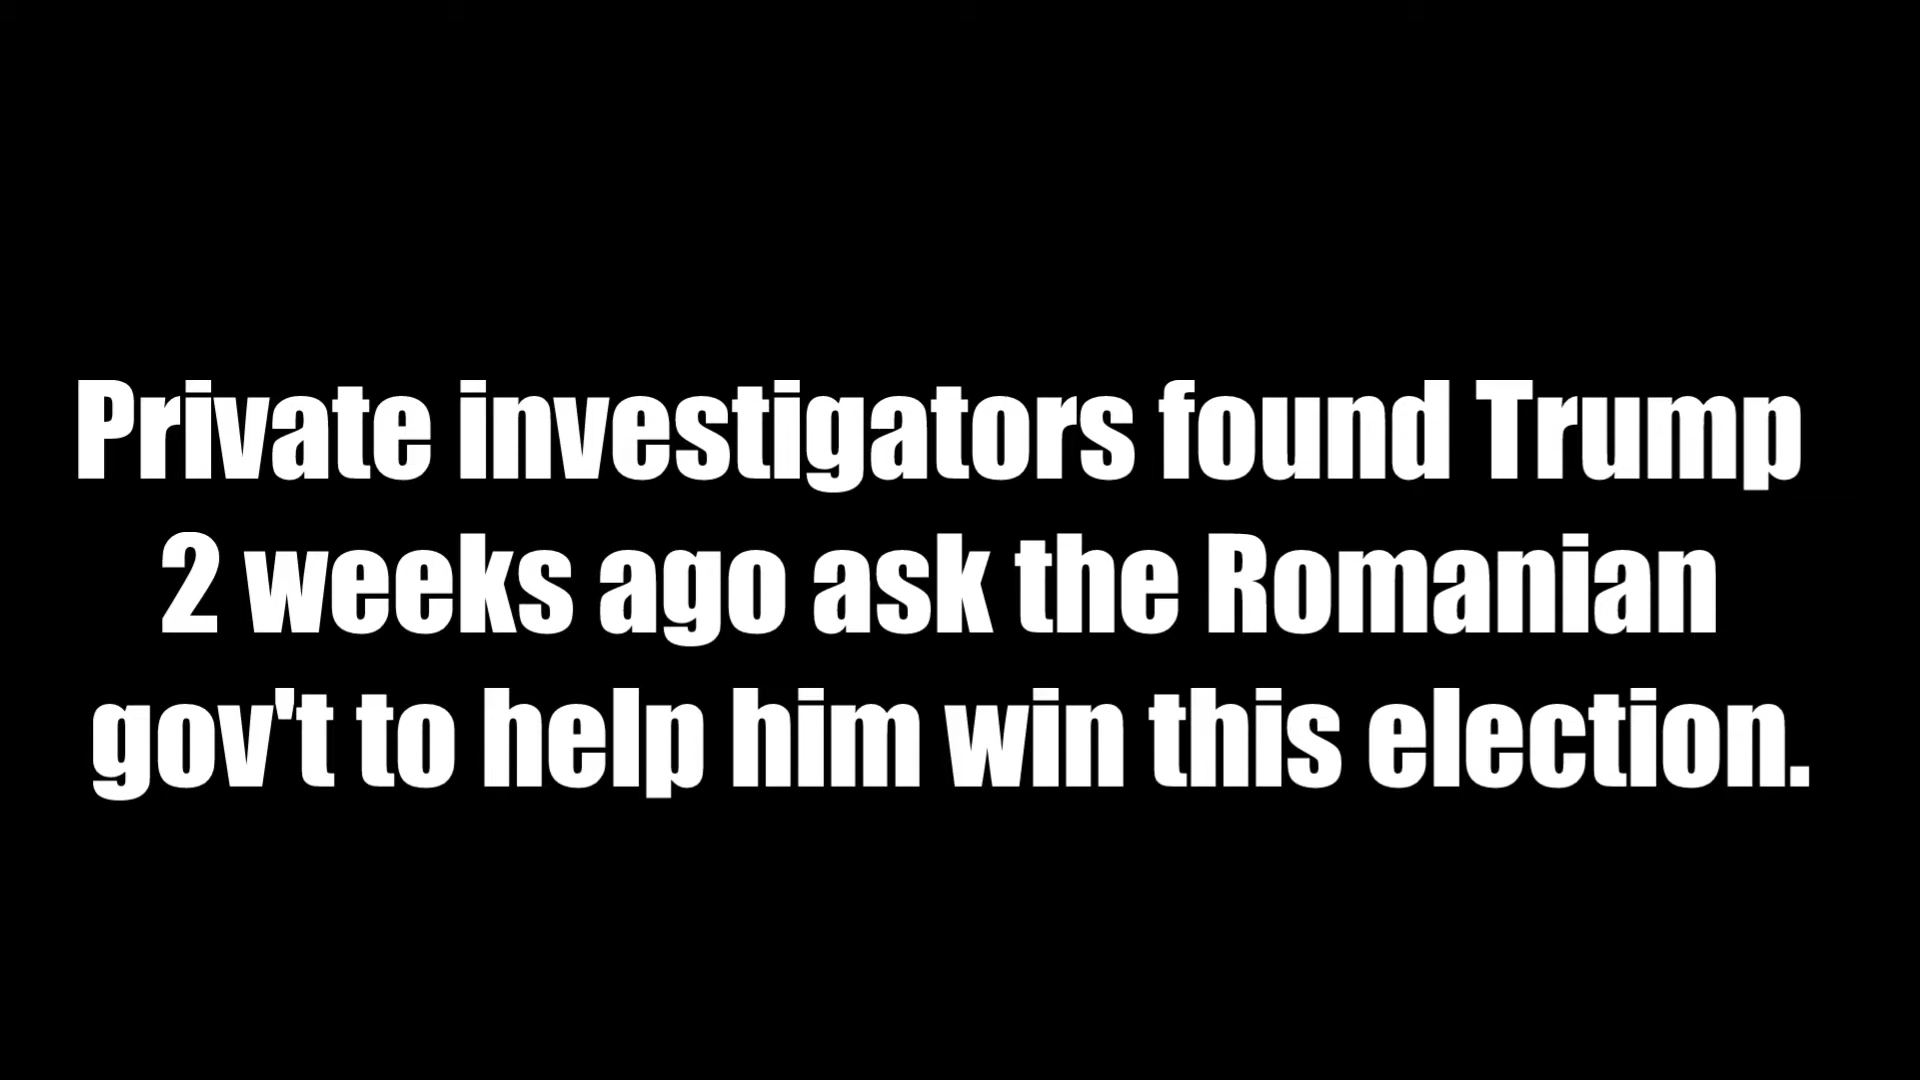 Private investigators found Trump
2 weeks ago ask the Romanian
gov't to help him win this election.